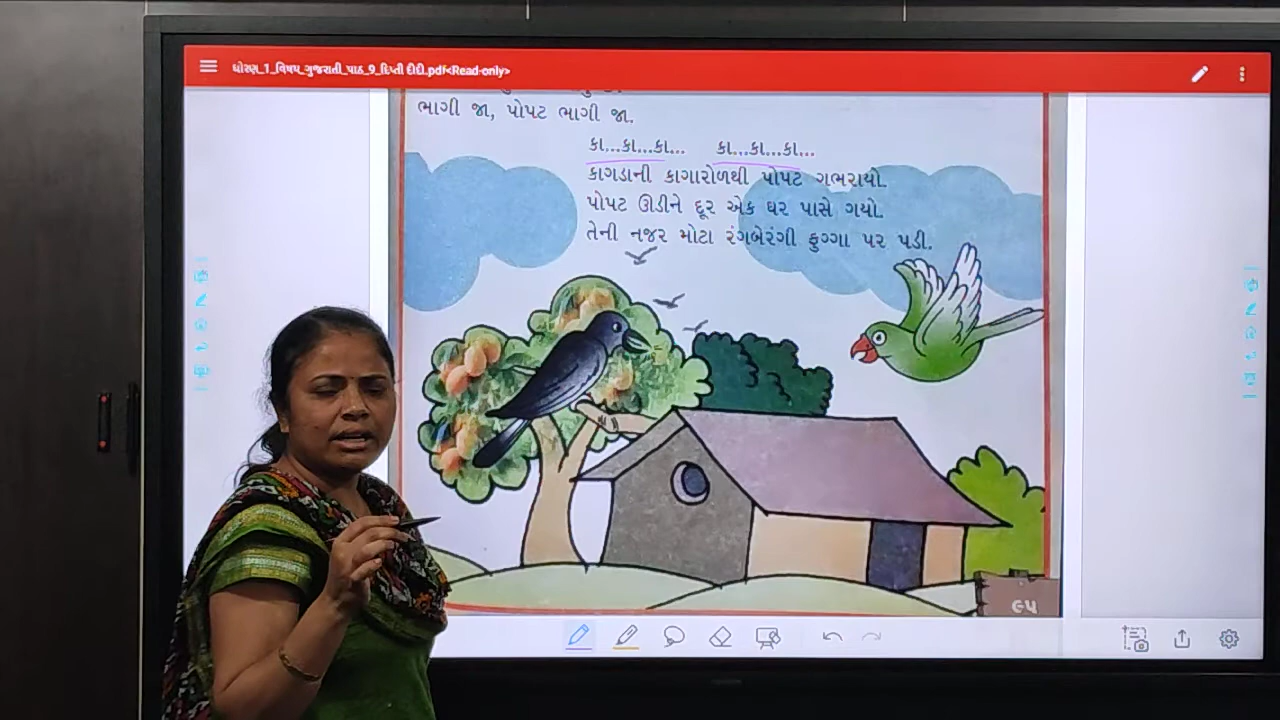 ધોરણ_1_વિષય_ગુજરાતી_પાઠ_9_દિપ્તી દીદી.pdf<Read-only>
ભાગી જા, પોપટ ભાગી જા.
કા...કા...કા... કા...કા...કા...
કાગડાની કાગારોળથી પોપટ ગભરાયો.
પોપટ ઊડીને દૂર એક ઘર પાસે ગયો.
તેની નજર મોટા રંગબેરંગી ફુગ્ગા પર પડી.
૯૫